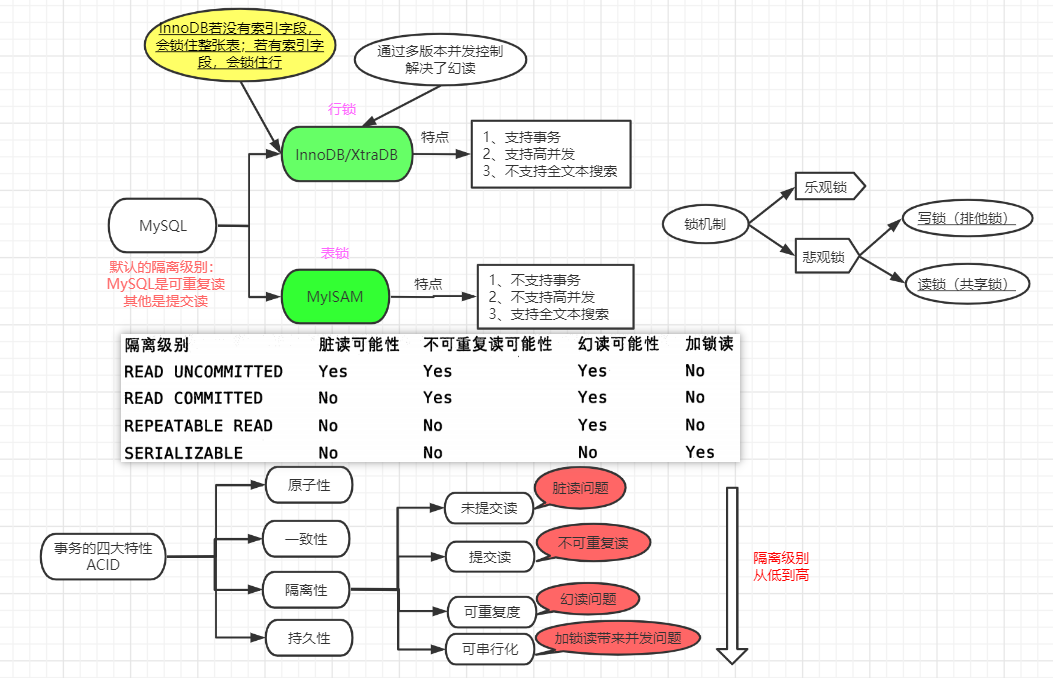 InnoDB若没有索引字段，
会锁住整张表；若有索引字
段，会锁住行
通过多版本并发控制
解决了幻读
行锁
InnoDB/XtraDB
特点
1、支持事务
2、支持高并发
3、不支持全文本搜索
MySQL
默认的隔离级别：
MySQL是可重复读
其他是提交读
表锁
MyISAM
特点
1、不支持事务
2、不支持高并发
3、支持全文本搜索
锁机制
乐观锁
悲观锁
写锁（排他锁）
读锁（共享锁）
隔离级别 脏读可能性 不可重复读可能性 幻读可能性 加锁读
READ UNCOMMITTED Yes Yes Yes No
READ COMMITTED No Yes Yes No
REPEATABLE READ No No Yes No
SERIALIZABLE No No No Yes
事务的四大特性
ACID
原子性
一致性
隔离性
持久性
未提交读
脏读问题
提交读
不可重复读
可重复度
幻读问题
可串行化
加锁读带来并发问题
隔离级别
从低到高